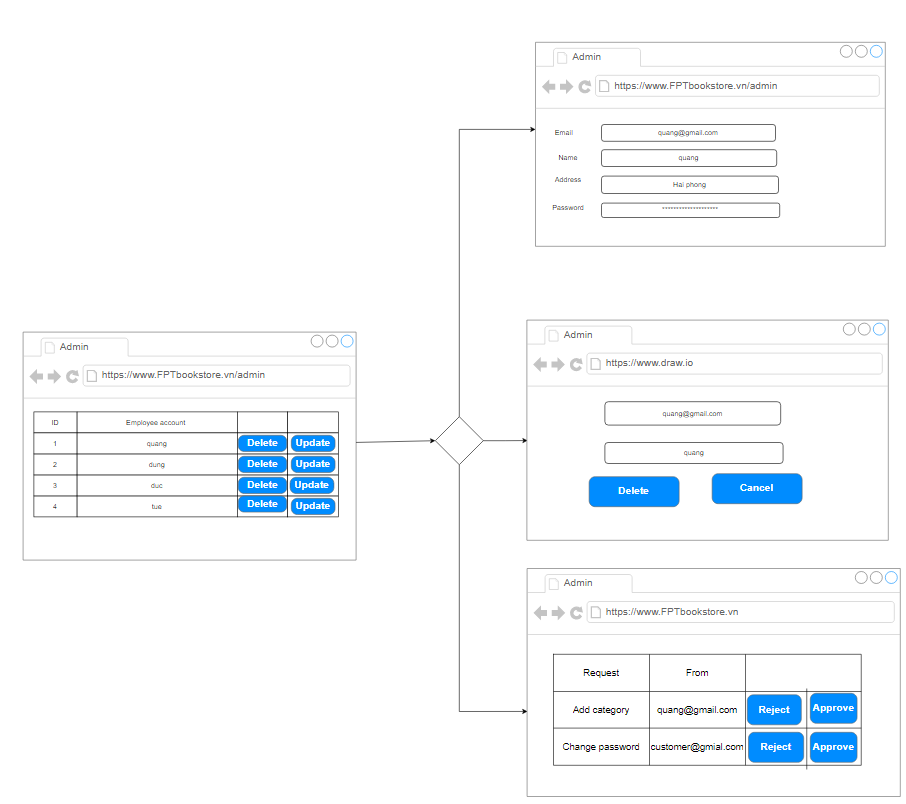 Admin
https://www.FPTbookstore.vn/admin
ID Employee account
1 quang Delete Update
2 dung Delete Update
3 duc Delete Update
4 tue Delete Update
Admin
https://www.FPTbookstore.vn/admin
Email quang@gmail.com
Name quang
Address Hai phong
Password ********************
Admin
https://www.draw.io
quang@gmail.com
quang
Delete Cancel
Admin
https://www.FPTbookstore.vn
Request From
Add category quang@gmail.com Reject Approve
Change password customer@gmial.com Reject Approve